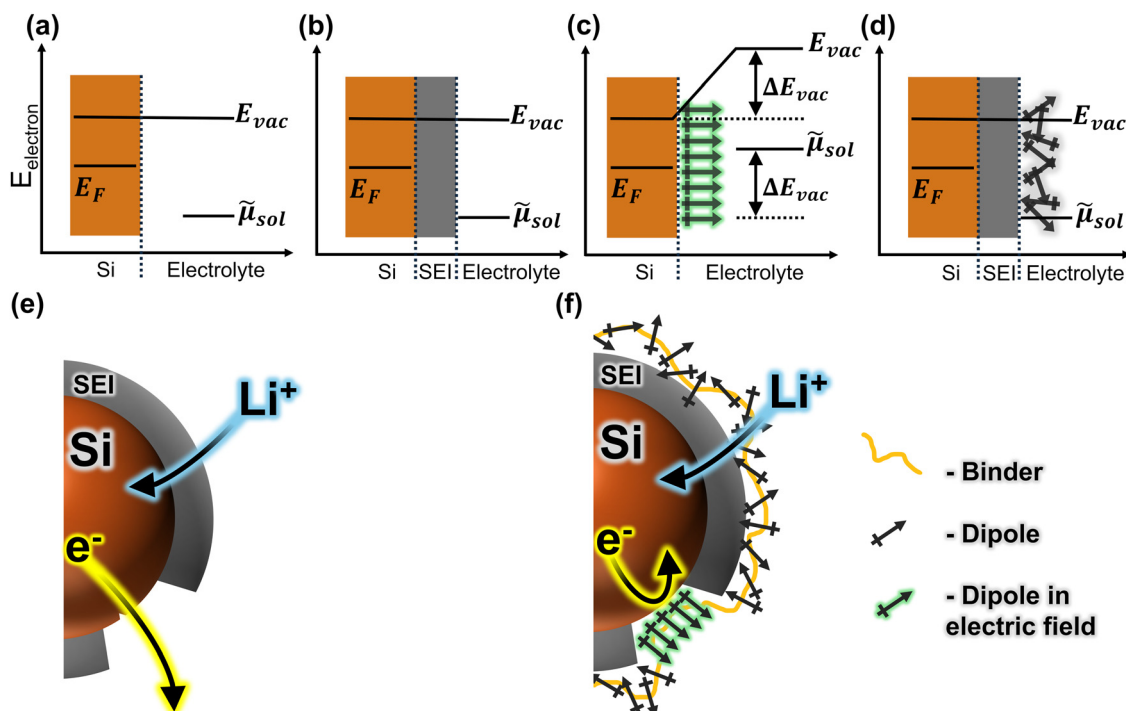 (a)
E_electron
E_vac
E_F
μ̃_sol
Si
Electrolyte
(b)
E_vac
E_F
μ̃_sol
Si
SEI
Electrolyte
(c)
E_vac
ΔE_vac
μ̃_sol
E_F
ΔE_vac
Si
Electrolyte
(d)
E_vac
E_F
μ̃_sol
Si
SEI
Electrolyte
(e)
SEI
Li⁺
Si
e⁻
(f)
SEI
Li⁺
Si
e⁻
- Binder
- Dipole
- Dipole in
electric field